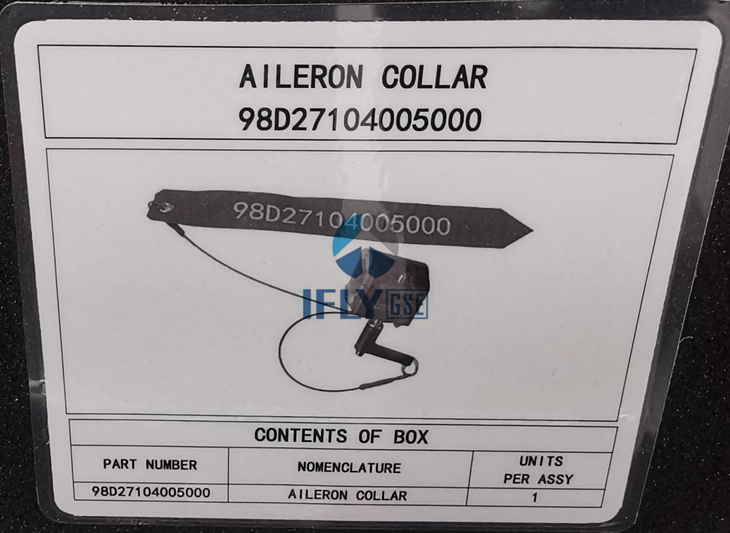 AILERON COLLAR
98D27104005000
98D27104005000
IFLY GSE
CONTENTS OF BOX
PART NUMBER NOMENCLATURE UNITS PER ASSY
98D27104005000 AILERON COLLAR 1